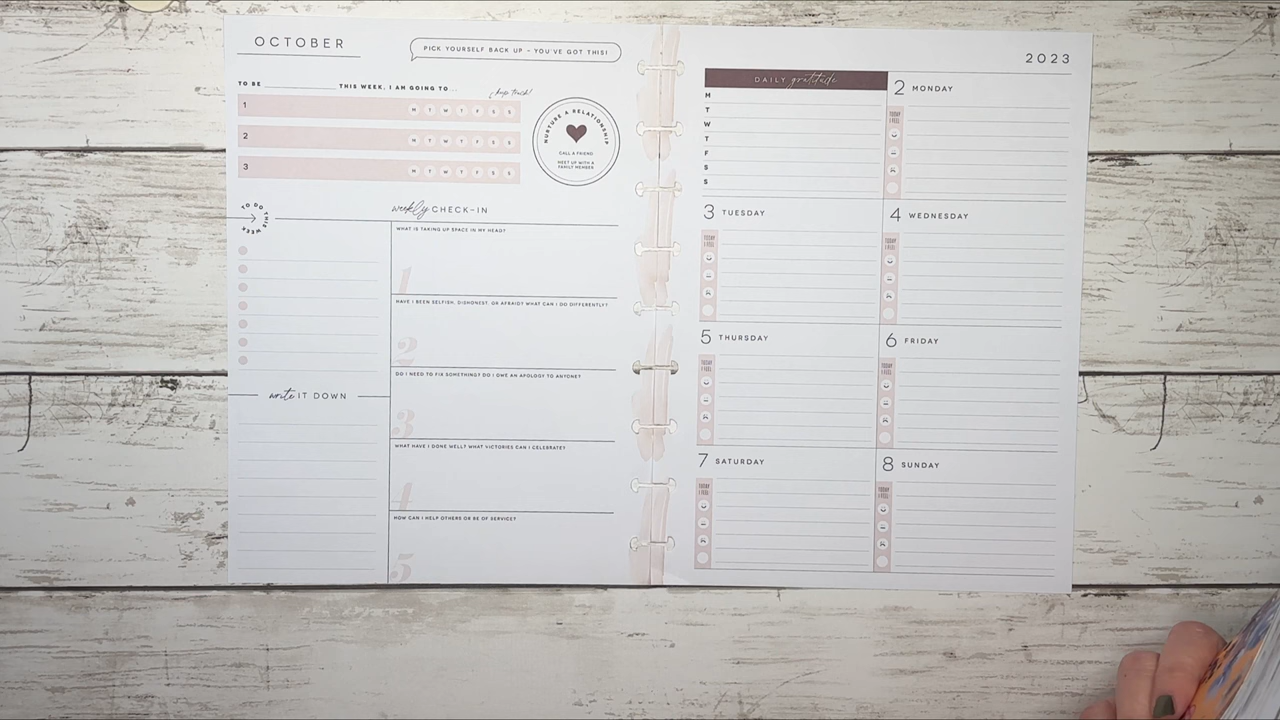 OCTOBER
PICK YOURSELF BACK UP - YOU'VE GOT THIS!
TO BE ____________ THIS WEEK, I AM GOING TO...
keep track!
1 M T W T F S S
2 M T W T F S S
3 M T W T F S S
NURTURE A RELATIONSHIP
CALL A FRIEND
MEET UP WITH A
FAMILY MEMBER
TO DO THIS WEEK
weekly CHECK-IN
WHAT IS TAKING UP SPACE IN MY HEAD?
1
HAVE I BEEN SELFISH, DISHONEST, OR AFRAID? WHAT CAN I DO DIFFERENTLY?
2
DO I NEED TO FIX SOMETHING? DO I OWE AN APOLOGY TO ANYONE?
3
write IT DOWN
WHAT HAVE I DONE WELL? WHAT VICTORIES CAN I CELEBRATE?
4
HOW CAN I HELP OTHERS OR BE OF SERVICE?
5
2023
DAILY gratitude
M
T
W
T
F
S
S
2 MONDAY
TODAY
I FEEL
3 TUESDAY
TODAY
I FEEL
4 WEDNESDAY
TODAY
I FEEL
5 THURSDAY
TODAY
I FEEL
6 FRIDAY
TODAY
I FEEL
7 SATURDAY
TODAY
I FEEL
8 SUNDAY
TODAY
I FEEL